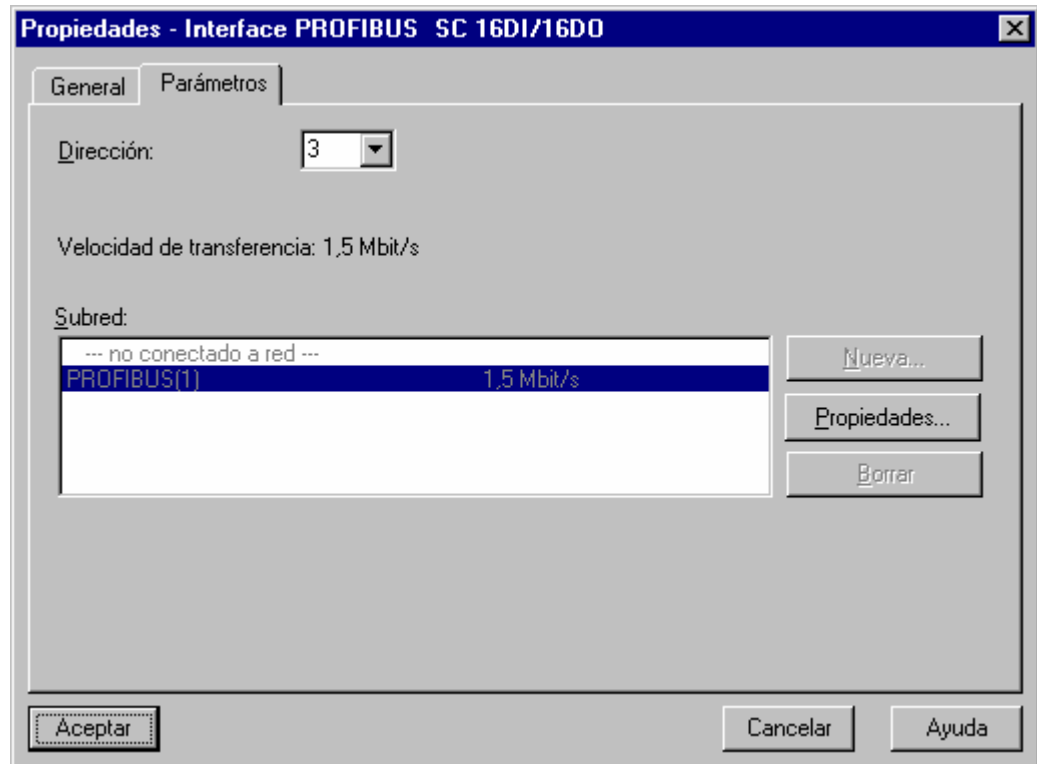 Propiedades - Interface PROFIBUS SC 16DI/16DO
General Parámetros
Dirección: 3
Velocidad de transferencia: 1,5 Mbit/s
Subred:
--- no conectado a red ---
PROFIBUS(1) 1,5 Mbit/s
Nueva...
Propiedades...
Borrar
Aceptar Cancelar Ayuda